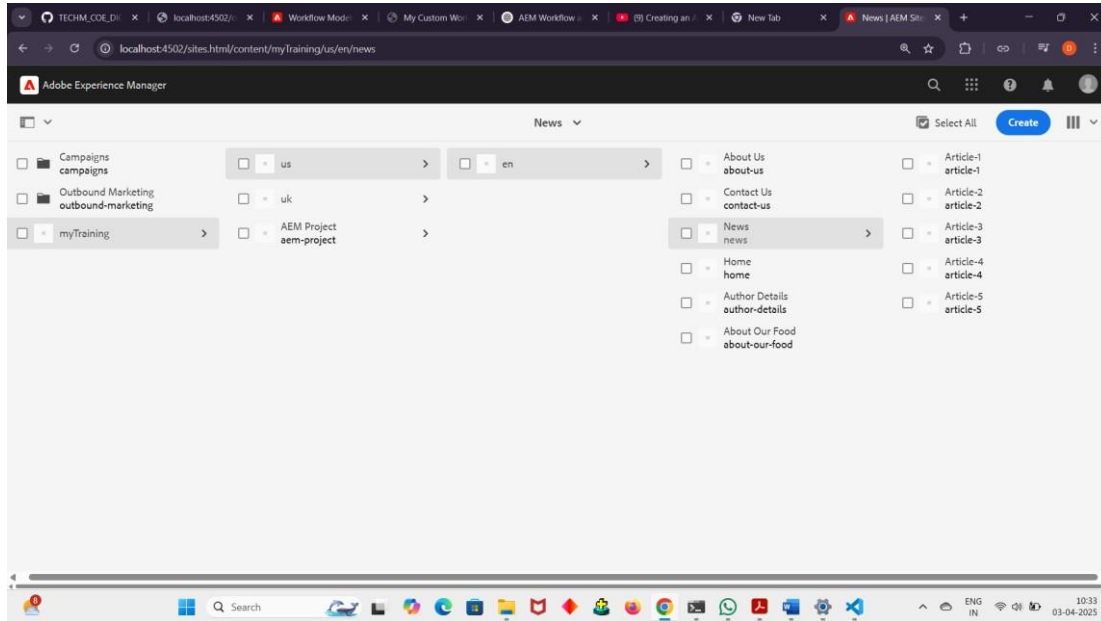 TECHM_COE_DI
localhost:4502/
Workflow Mode
My Custom Wor
AEM Workflow a
(9) Creating an A
New Tab
News | AEM Site
localhost:4502/sites.html/content/myTraining/us/en/news
D
Adobe Experience Manager
News
Select All
Create
Campaigns
campaigns
Outbound Marketing
outbound-marketing
myTraining
us
uk
AEM Project
aem-project
en
About Us
about-us
Contact Us
contact-us
News
news
Home
home
Author Details
author-details
About Our Food
about-our-food
Article-1
article-1
Article-2
article-2
Article-3
article-3
Article-4
article-4
Article-5
article-5
8
Search
ENG
IN
10:33
03-04-2025